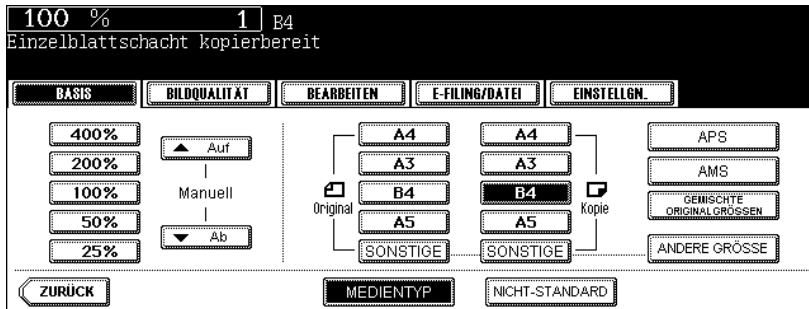 100 % 1 B4
Einzelblattschacht kopierbereit
BASIS BILDQUALITÄT BEARBEITEN E-FILING/DATEI EINSTELLGN.
400% Auf A4 A4 APS
200% A3 A3 AMS
100% Manuell Original B4 B4 Kopie GEMISCHTE ORIGINALGRÖSSEN
50% Ab A5 A5
25% SONSTIGE SONSTIGE ANDERE GRÖSSE
ZURÜCK MEDIENTYP NICHT-STANDARD